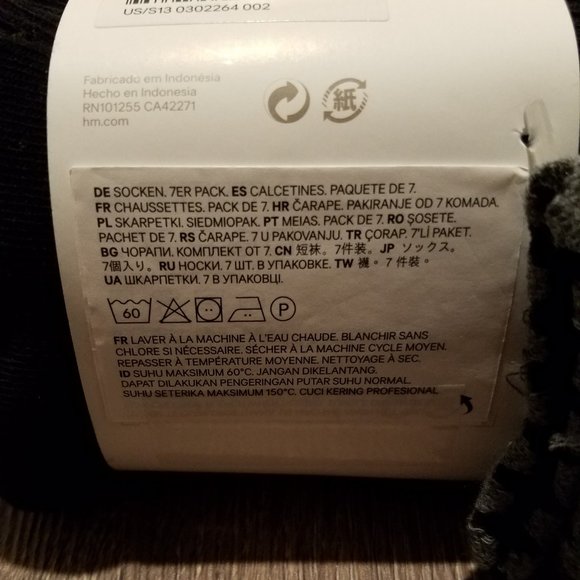 US/S13 0302264 002
Fabricado em Indonésia
Hecho en Indonesia
RN101255 CA42271
hm.com
紙
DE SOCKEN. 7ER PACK. ES CALCETINES. PAQUETE DE 7.
FR CHAUSSETTES. PACK DE 7. HR ČARAPE. PAKIRANJE OD 7 KOMADA.
PL SKARPETKI. SIEDMIOPAK. PT MEIAS. PACK DE 7. RO ȘOSETE.
PACHET DE 7. RS ČARAPE. 7 U PAKOVANJU. TR ÇORAP. 7'Lİ PAKET.
BG ЧОРАПИ. КОМПЛЕКТ ОТ 7. CN 短袜。7件装。JP ソックス。
7個入り。RU НОСКИ. 7 ШТ. В УПАКОВКЕ. TW 襪。7 件裝。
UA ШКАРПЕТКИ. 7 В УПАКОВЦІ.
60 P
FR LAVER À LA MACHINE À L'EAU CHAUDE. BLANCHIR SANS
CHLORE SI NÉCESSAIRE. SÉCHER À LA MACHINE CYCLE MOYEN.
REPASSER À TEMPÉRATURE MOYENNE. NETTOYAGE À SEC.
ID SUHU MAKSIMUM 60°C. JANGAN DIKELANTANG.
DAPAT DILAKUKAN PENGERINGAN PUTAR SUHU NORMAL.
SUHU SETERIKA MAKSIMUM 150°C. CUCI KERING PROFESIONAL